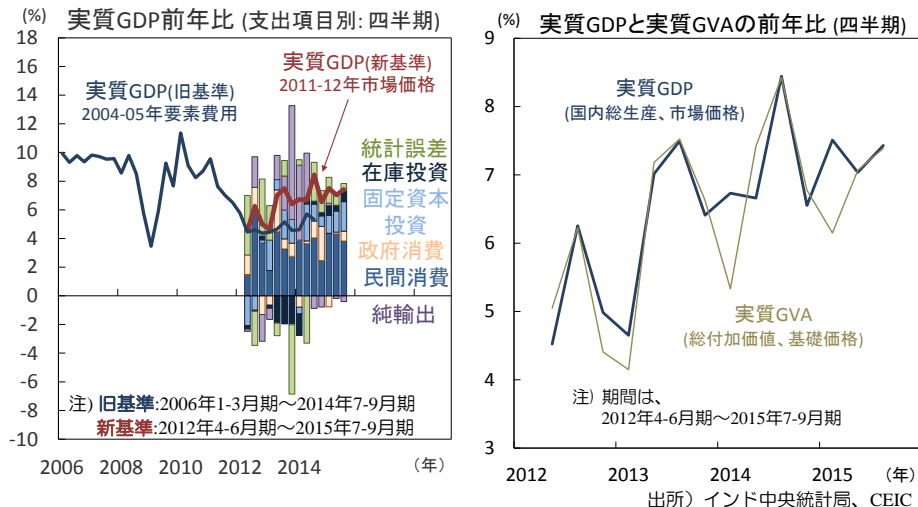 実質GDP前年比 (支出項目別: 四半期)
(%)
18
16
14
12
10
8
6
4
2
0
-2
-4
-6
-8
-10
実質GDP(新基準)
2011-12年市場価格
実質GDP(旧基準)
2004-05年要素費用
統計誤差
在庫投資
固定資本
投資
政府消費
民間消費
純輸出
注) 旧基準:2006年1-3月期~2014年7-9月期
新基準:2012年4-6月期~2015年7-9月期
2006 2008 2010 2012 2014 (年)
実質GDPと実質GVAの前年比 (四半期)
(%)
9
8
7
6
5
4
3
実質GDP
(国内総生産、市場価格)
実質GVA
(総付加価値、基礎価格)
注) 期間は、
2012年4-6月期~2015年7-9月期
2012 2013 2014 2015 (年)
出所）インド中央統計局、CEIC